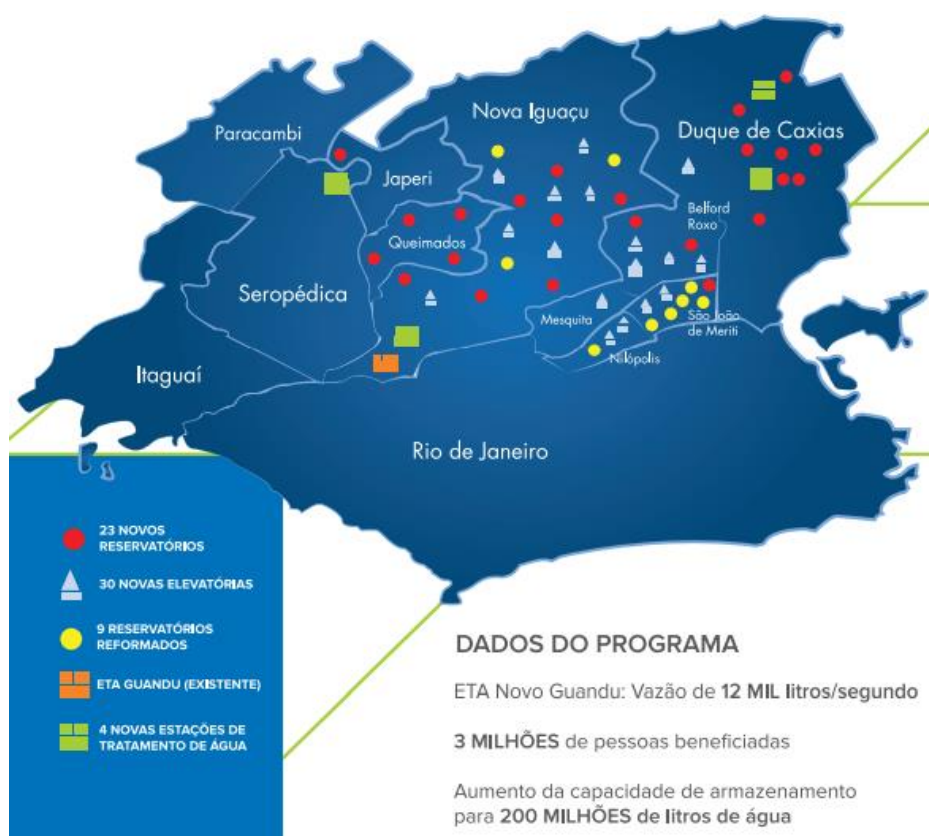 Paracambi
Nova Iguaçu
Duque de Caxias
Japeri
Belford
Roxo
Queimados
Seropédica
Mesquita
São João
de Meriti
Nilópolis
Itaguaí
Rio de Janeiro
23 NOVOS
RESERVATÓRIOS
30 NOVAS ELEVATÓRIAS
9 RESERVATÓRIOS
REFORMADOS
ETA GUANDU (EXISTENTE)
4 NOVAS ESTAÇÕES DE
TRATAMENTO DE ÁGUA
DADOS DO PROGRAMA
ETA Novo Guandu: Vazão de 12 MIL litros/segundo
3 MILHÕES de pessoas beneficiadas
Aumento da capacidade de armazenamento
para 200 MILHÕES de litros de água